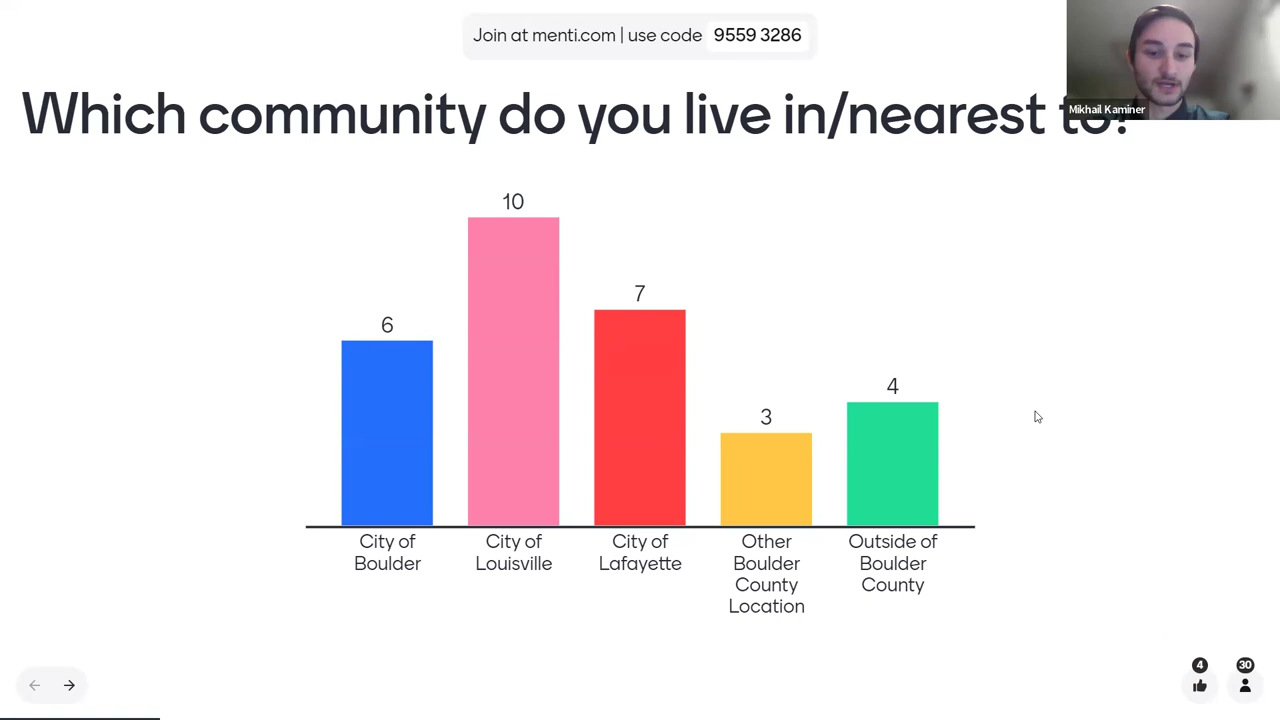 Join at menti.com | use code 9559 3286
Which community do you live in/nearest to?
Mikhail Kaminer
10
7
6
4
3
City of
Boulder
City of
Louisville
City of
Lafayette
Other
Boulder
County
Location
Outside of
Boulder
County
4
30